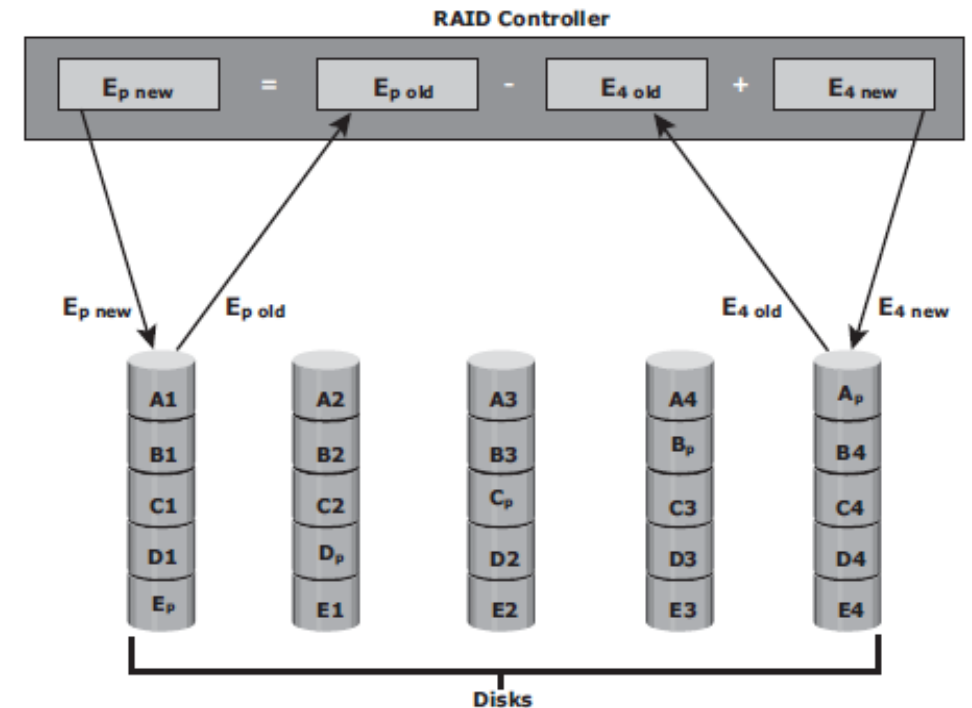 RAID Controller
Ep new = Ep old - E4 old + E4 new
Ep new Ep old E4 old E4 new
A1 A2 A3 A4 Ap
B1 B2 B3 Bp B4
C1 C2 Cp C3 C4
D1 Dp D2 D3 D4
Ep E1 E2 E3 E4
Disks